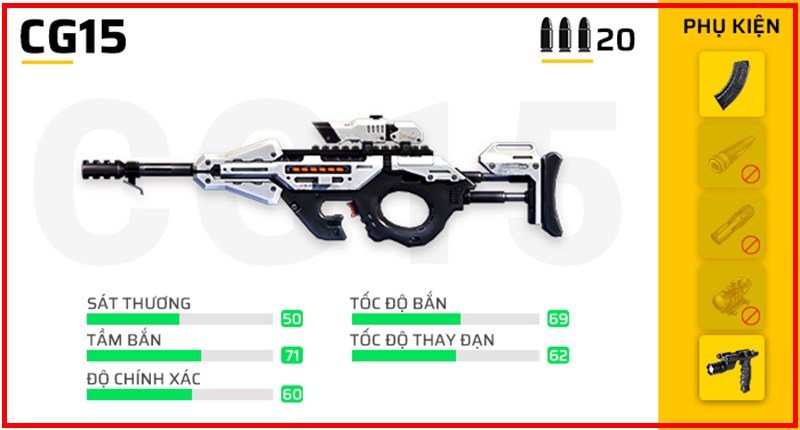 CG15
20
PHỤ KIỆN
CG15
SÁT THƯƠNG
50
TỐC ĐỘ BẮN
69
TẦM BẮN
71
TỐC ĐỘ THAY ĐẠN
62
ĐỘ CHÍNH XÁC
60